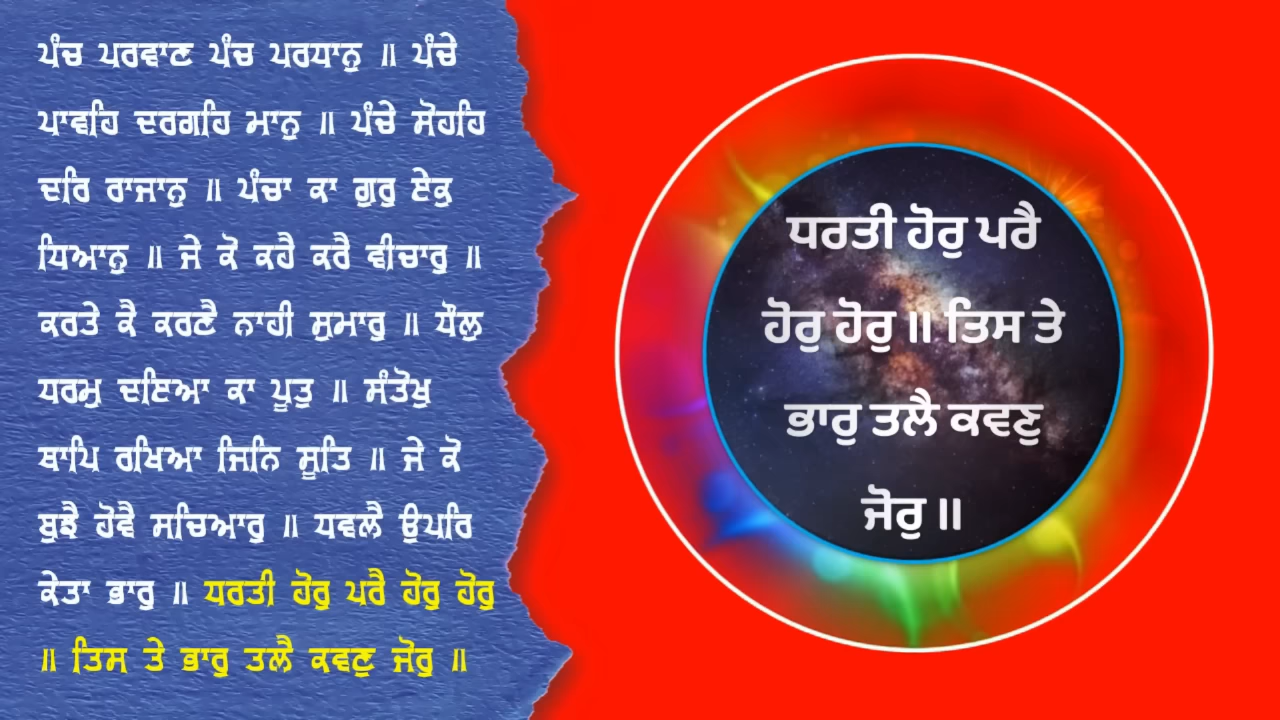 ਪੰਚ ਪਰਵਾਣ ਪੰਚ ਪਰਧਾਨੁ ॥ ਪੰਚੇ
ਪਾਵਹਿ ਦਰਗਹਿ ਮਾਨੁ ॥ ਪੰਚੇ ਸੋਹਹਿ
ਦਰਿ ਰਾਜਾਨੁ ॥ ਪੰਚਾ ਕਾ ਗੁਰੁ ਏਕੁ
ਧਿਆਨੁ ॥ ਜੇ ਕੋ ਕਹੈ ਕਰੈ ਵੀਚਾਰੁ ॥
ਕਰਤੇ ਕੈ ਕਰਣੈ ਨਾਹੀ ਸੁਮਾਰੁ ॥ ਧੌਲੁ
ਧਰਮੁ ਦਇਆ ਕਾ ਪੂਤੁ ॥ ਸੰਤੋਖੁ
ਥਾਪਿ ਰਖਿਆ ਜਿਨਿ ਸੂਤਿ ॥ ਜੇ ਕੋ
ਬੁਝੈ ਹੋਵੈ ਸਚਿਆਰੁ ॥ ਧਵਲੈ ਉਪਰਿ
ਕੇਤਾ ਭਾਰੁ ॥ ਧਰਤੀ ਹੋਰੁ ਪਰੈ ਹੋਰੁ ਹੋਰੁ
॥ ਤਿਸ ਤੇ ਭਾਰੁ ਤਲੈ ਕਵਣੁ ਜੋਰੁ ॥
ਧਰਤੀ ਹੋਰੁ ਪਰੈ
ਹੋਰੁ ਹੋਰੁ ॥ ਤਿਸ ਤੇ
ਭਾਰੁ ਤਲੈ ਕਵਣੁ
ਜੋਰੁ ॥